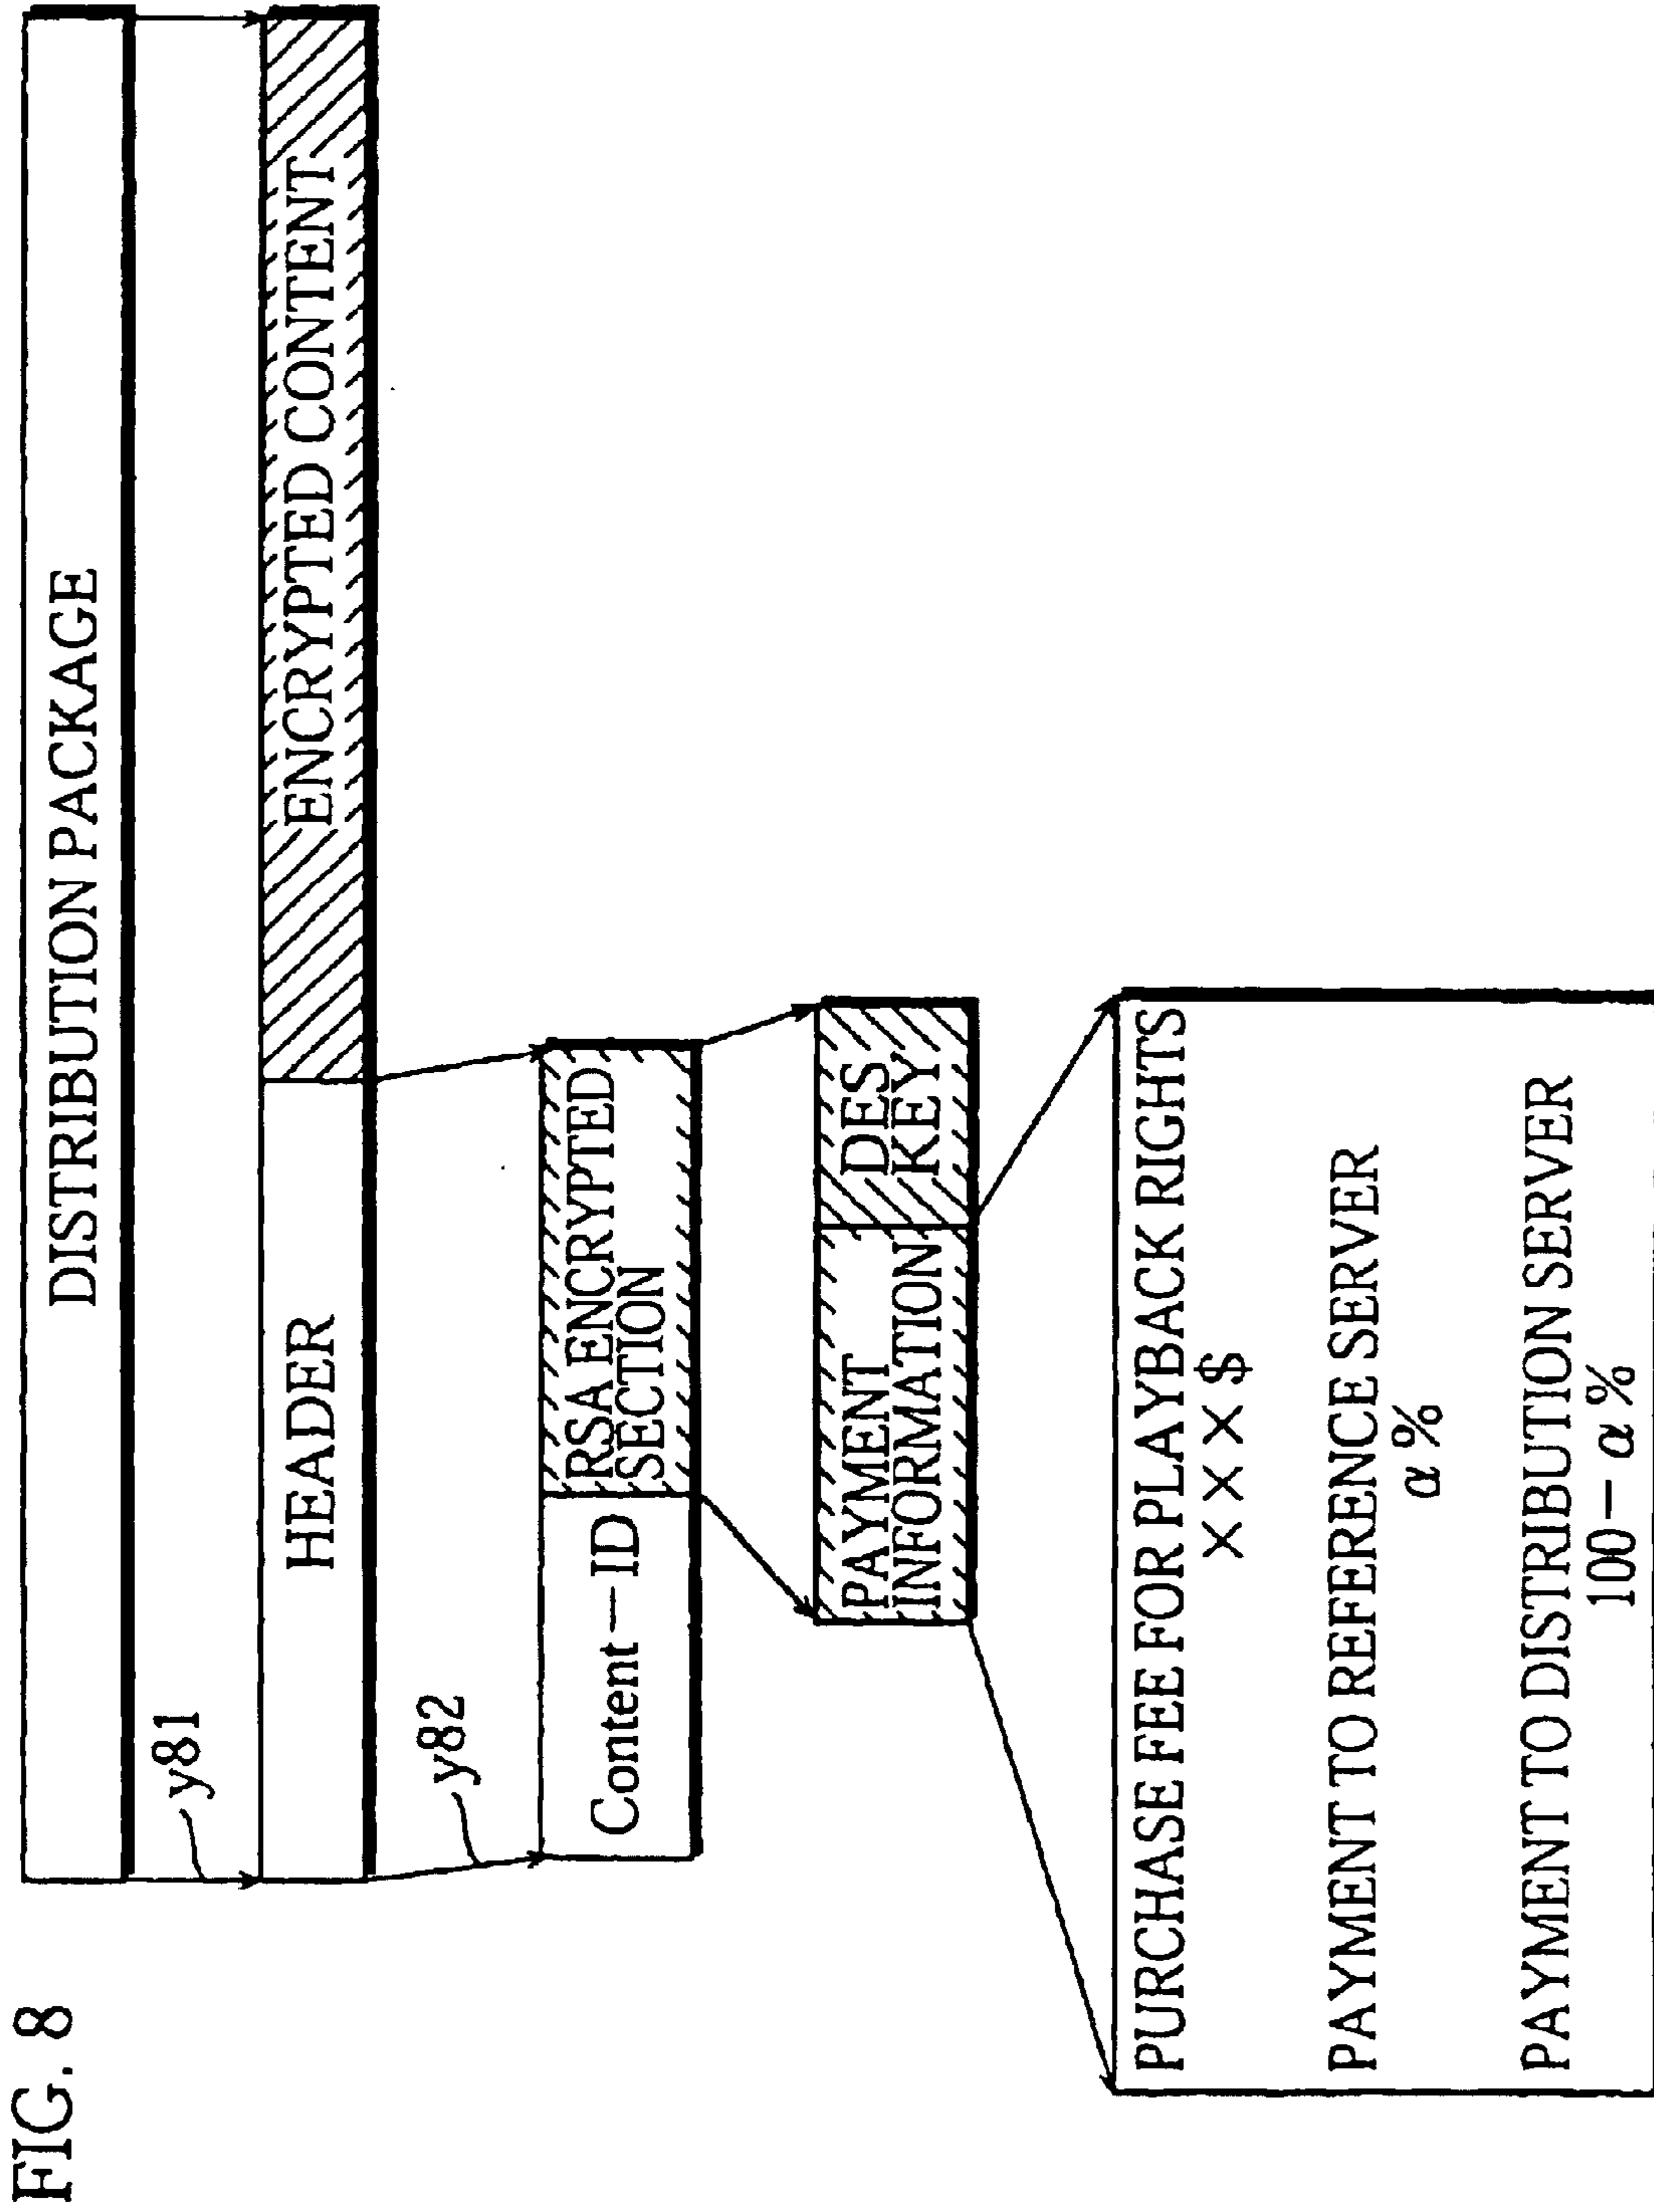 FIG. 8
DISTRIBUTION PACKAGE
y81
HEADER
ENCRYPTED CONTENT
y82
Content—ID
RSA ENCRYPTED
SECTION
PAYMENT
INFORMATION
DES
KEY
PURCHASE FEE FOR PLAYBACK RIGHTS
×××$
PAYMENT TO REFERENCE SERVER
α%
PAYMENT TO DISTRIBUTION SERVER
100−α%